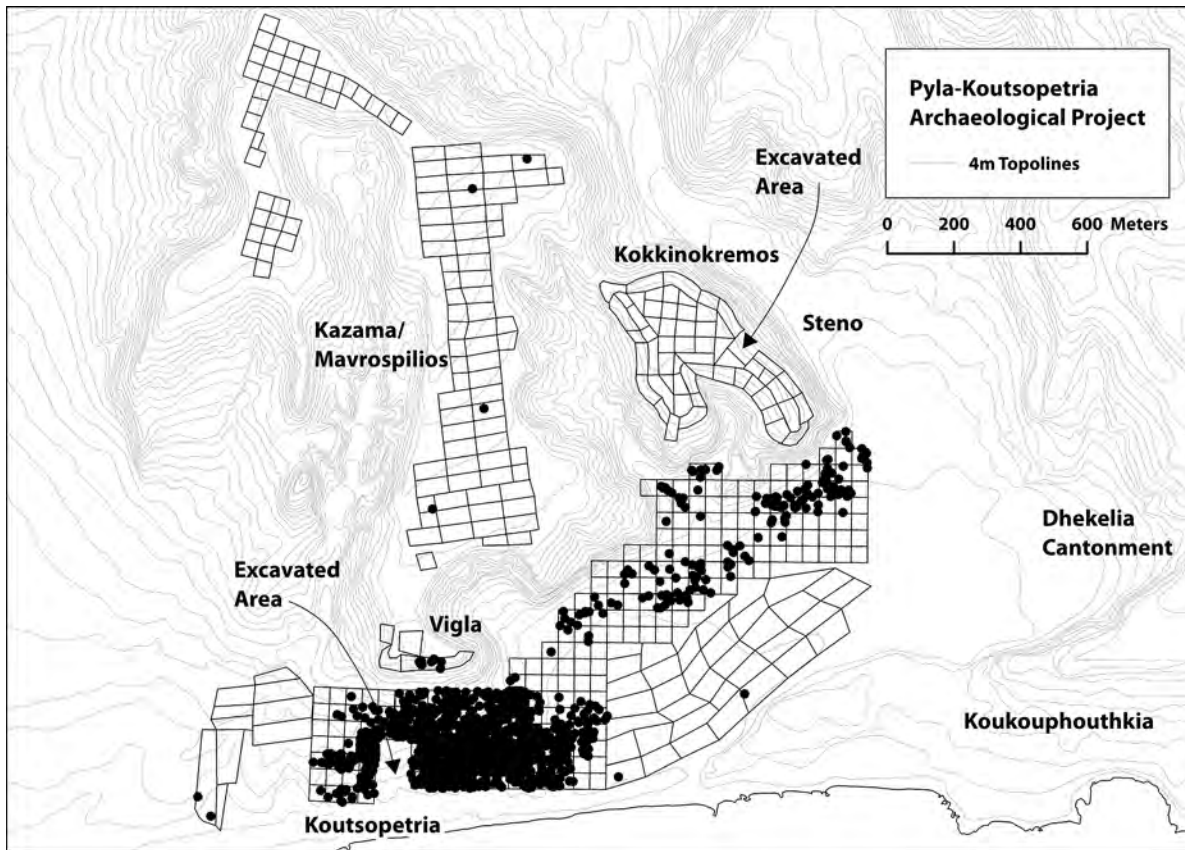 Pyla-Koutsopetria
Archaeological Project
4m Topolines
0 200 400 600 Meters
Excavated
Area
Kokkinokremos
Steno
Kazama/
Mavrospilios
Dhekelia
Cantonment
Excavated
Area
Vigla
Koukouphouthkia
Koutsopetria